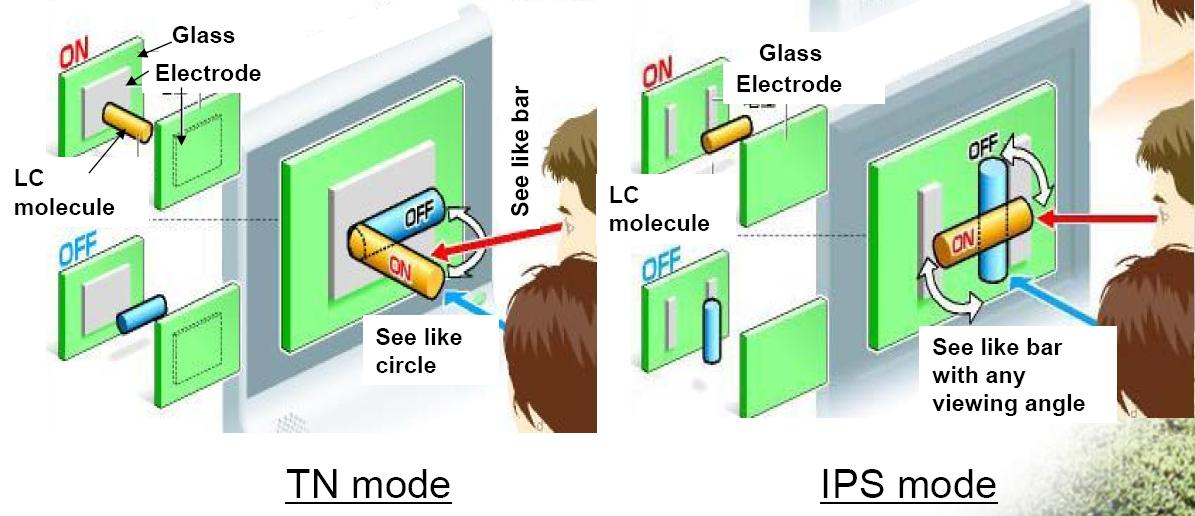 ON
Glass
Electrode
LC
molecule
OFF
OFF
ON
See like bar
See like
circle
TN mode
ON
Glass
Electrode
LC
molecule
OFF
OFF
ON
See like bar
with any
viewing angle
IPS mode